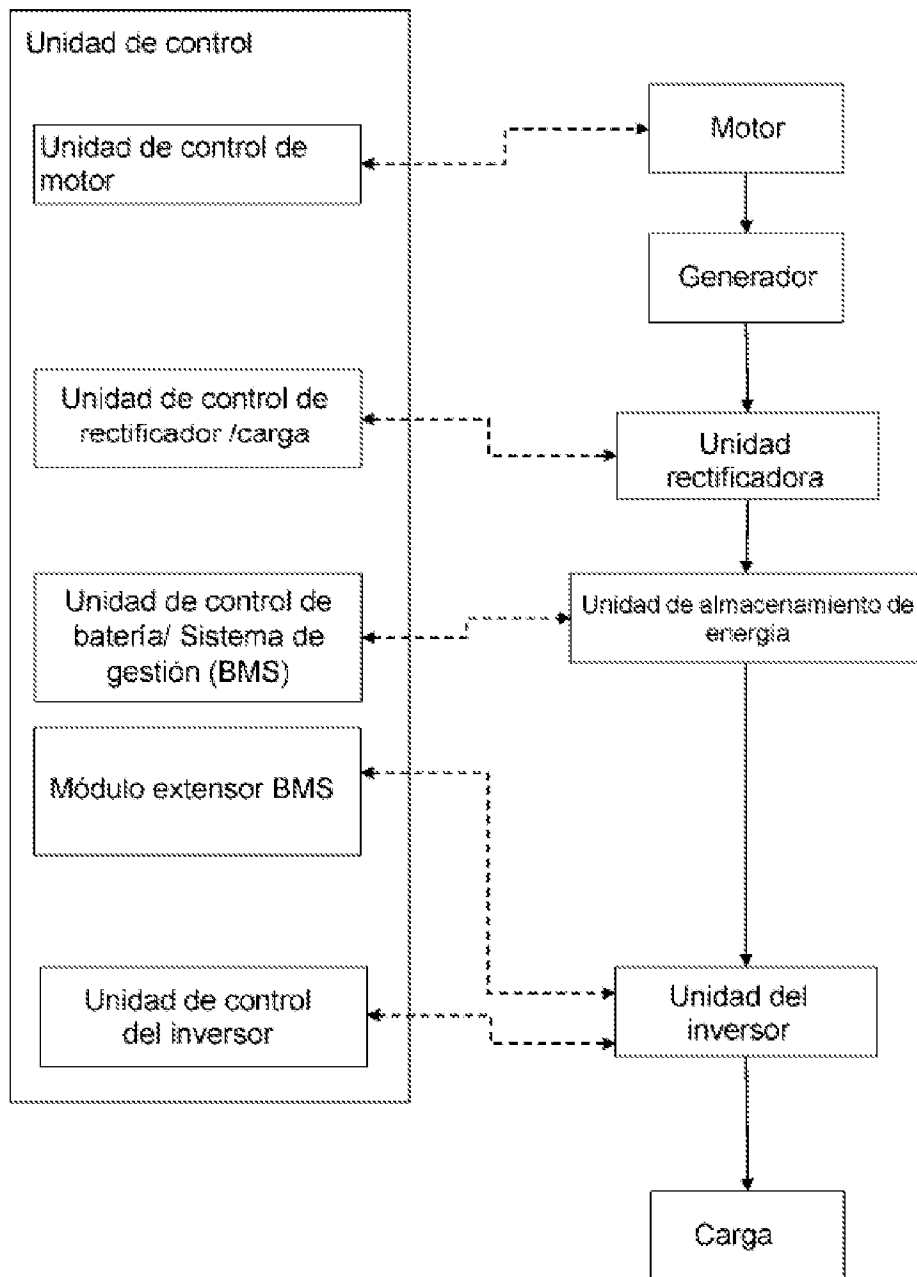 Unidad de control
Unidad de control de
motor
Unidad de control de
rectificador /carga
Unidad de control de
batería/ Sistema de
gestión (BMS)
Módulo extensor BMS
Unidad de control
del inversor
Motor
Generador
Unidad
rectificadora
Unidad de almacenamiento de
energía
Unidad del
inversor
Carga